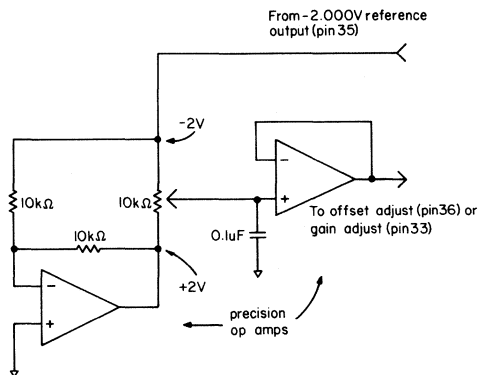 From -2.000V reference
output (pin 35)
-2V
10kΩ
10kΩ
10kΩ
0.1uF
To offset adjust (pin36) or
gain adjust (pin33)
+2V
precision
op amps
-
+
-
+